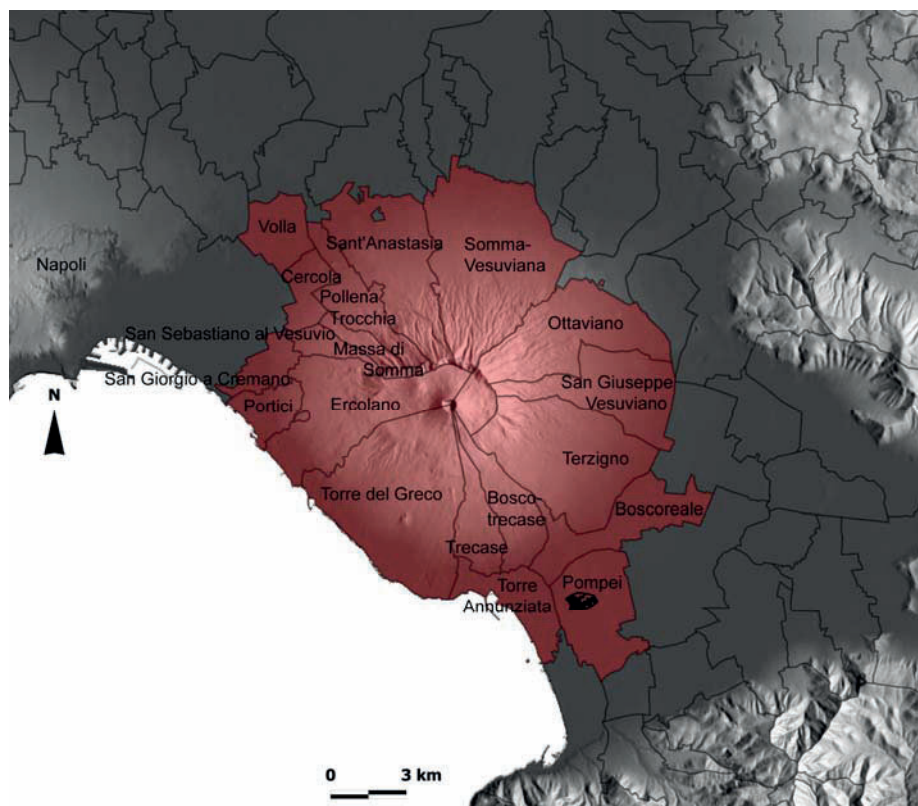 Volla
Sant'Anastasia
Somma-
Vesuviana
Napoli
Cercola
Pollena
Trocchia
Ottaviano
San Sebastiano al Vesuvio
Massa di
Somma
San Giorgio a Cremano
San Giuseppe
Vesuviano
N
Portici
Ercolano
Terzigno
Torre del Greco
Bosco-
trecase
Boscoreale
Trecase
Torre
Annunziata
Pompei
0 3 km